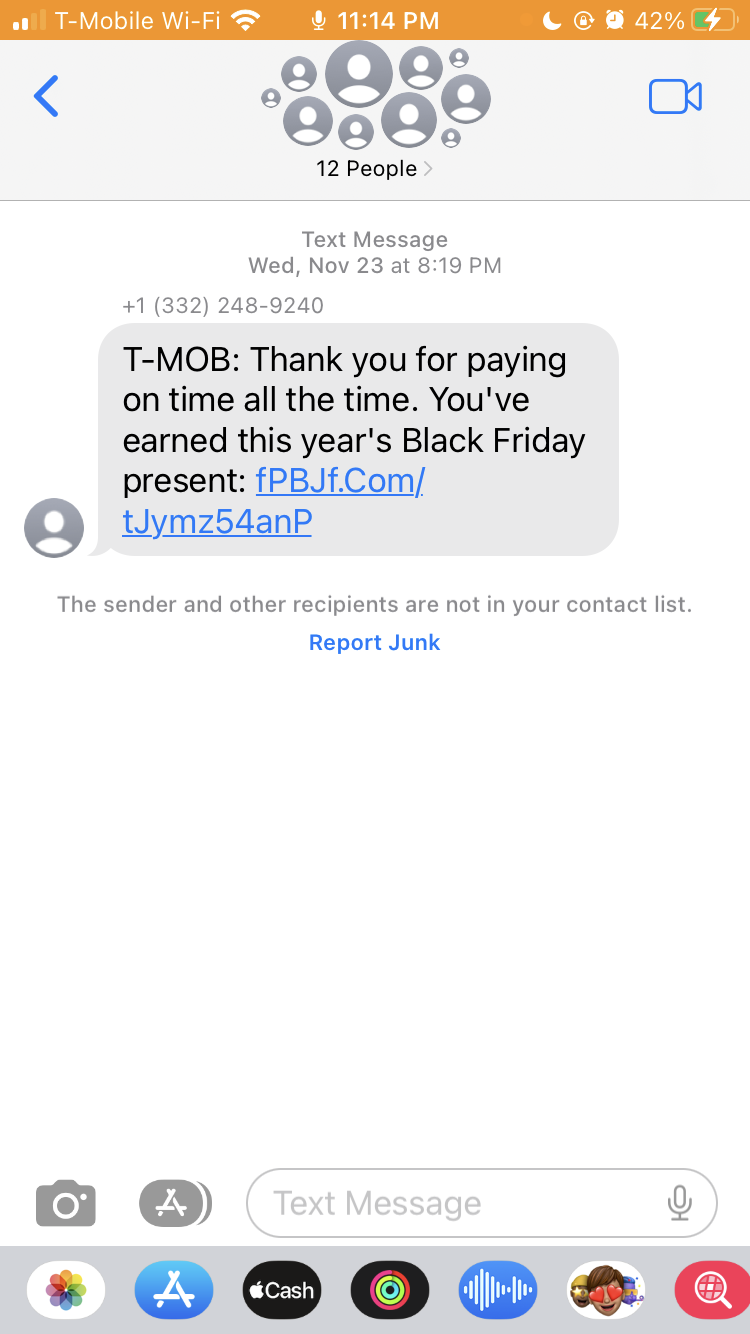 T-Mobile Wi-Fi 11:14 PM 42%
12 People
Text Message
Wed, Nov 23 at 8:19 PM
+1 (332) 248-9240
T-MOB: Thank you for paying
on time all the time. You've
earned this year's Black Friday
present: fPBJf.Com/
tJymz54anP
The sender and other recipients are not in your contact list.
Report Junk
Text Message
Cash